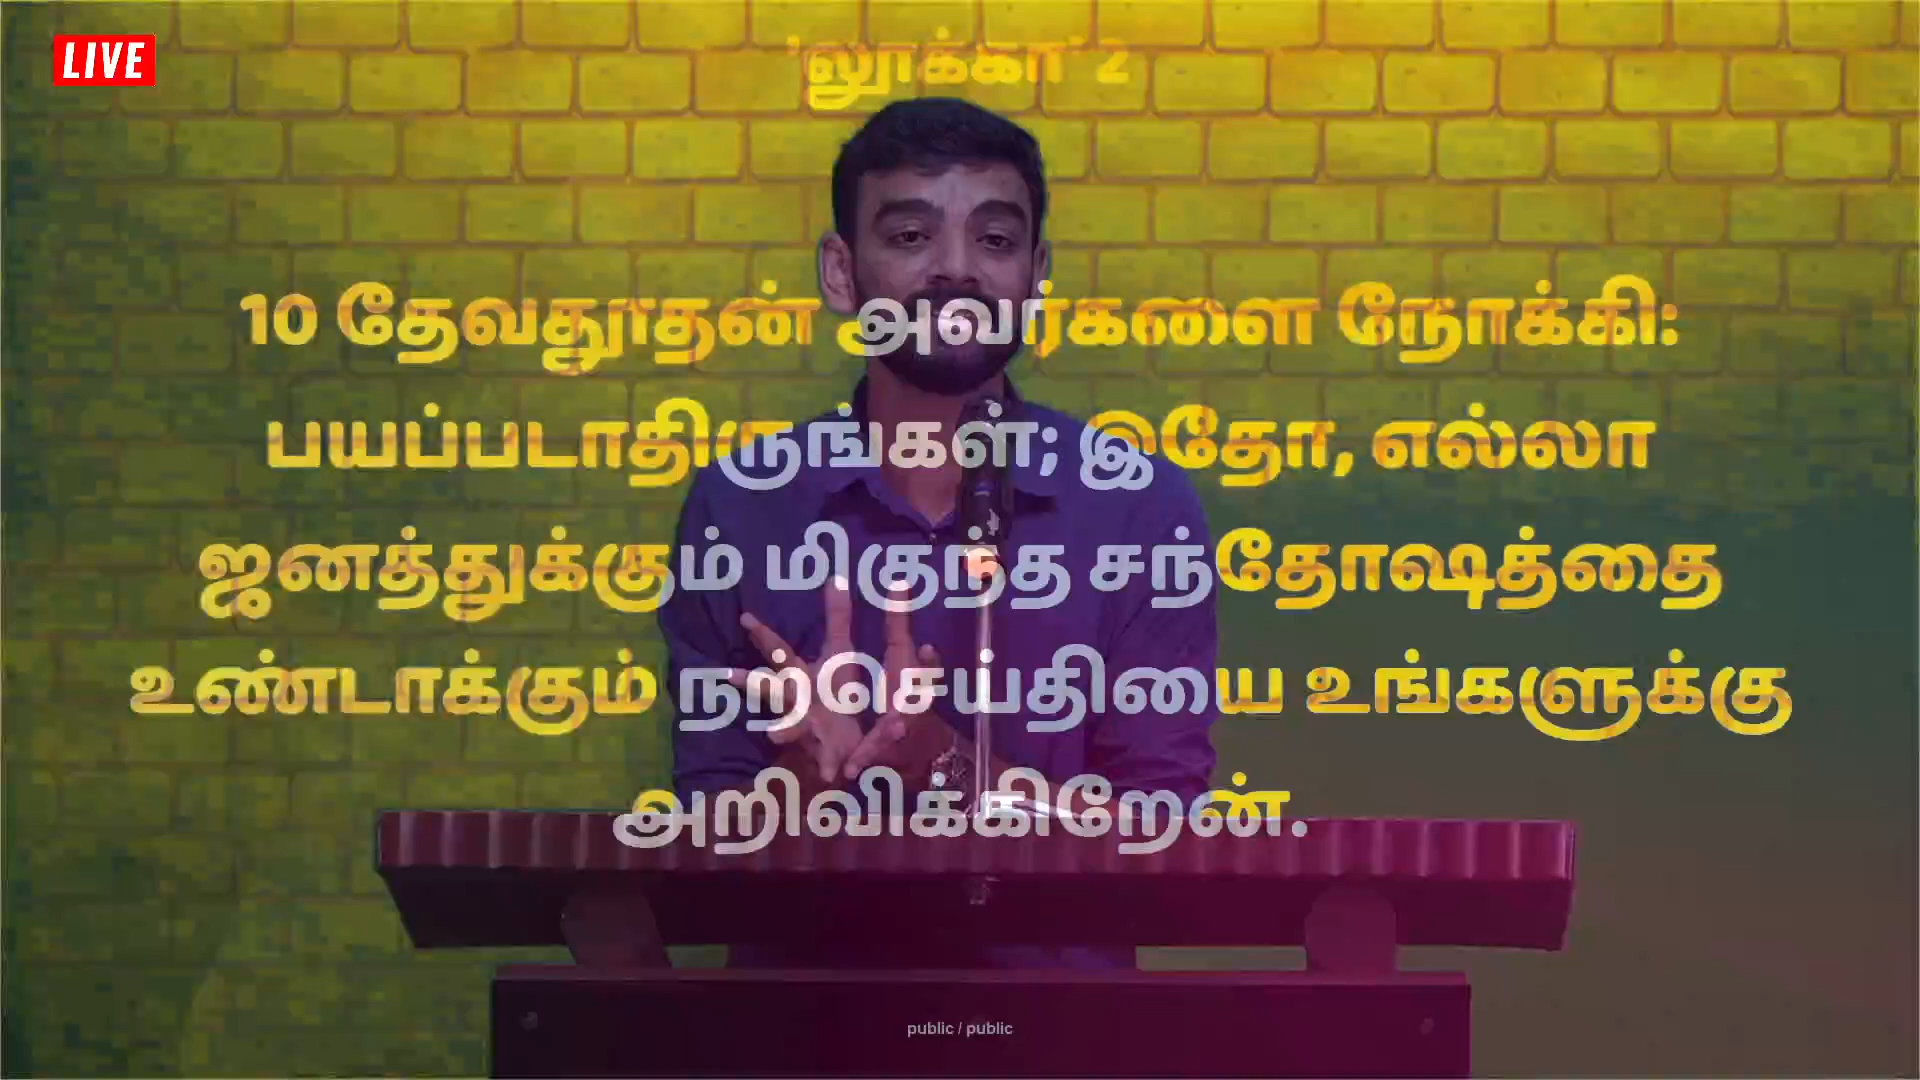 LIVE
'லூக்கா' 2
10 தேவதூதன் அவர்களை நோக்கி:
பயப்படாதிருங்கள்; இதோ, எல்லா
ஜனத்துக்கும் மிகுந்த சந்தோஷத்தை
உண்டாக்கும் நற்செய்தியை உங்களுக்கு
அறிவிக்கிறேன்.
public / public